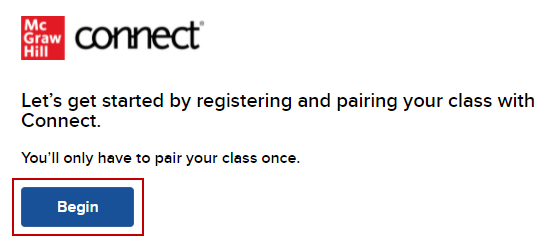 Mc
Graw
Hill
connect®
Let's get started by registering and pairing your class with
Connect.
You'll only have to pair your class once.
Begin